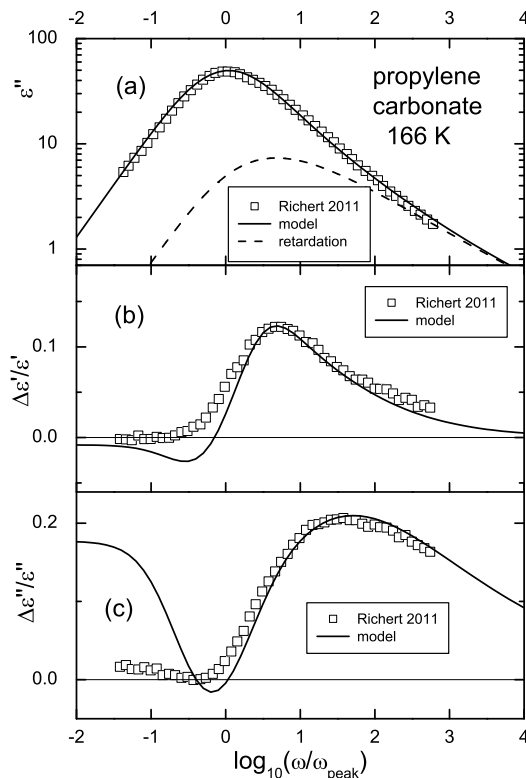 -2 -1 0 1 2 3 4
100
10
1
ε''
(a)
propylene
carbonate
166 K
Richert 2011
model
retardation
0.1
0.0
Δε'/ε'
(b)
Richert 2011
model
0.2
0.0
Δε''/ε''
(c)
Richert 2011
model
-2 -1 0 1 2 3 4
log10(ω/ωpeak)